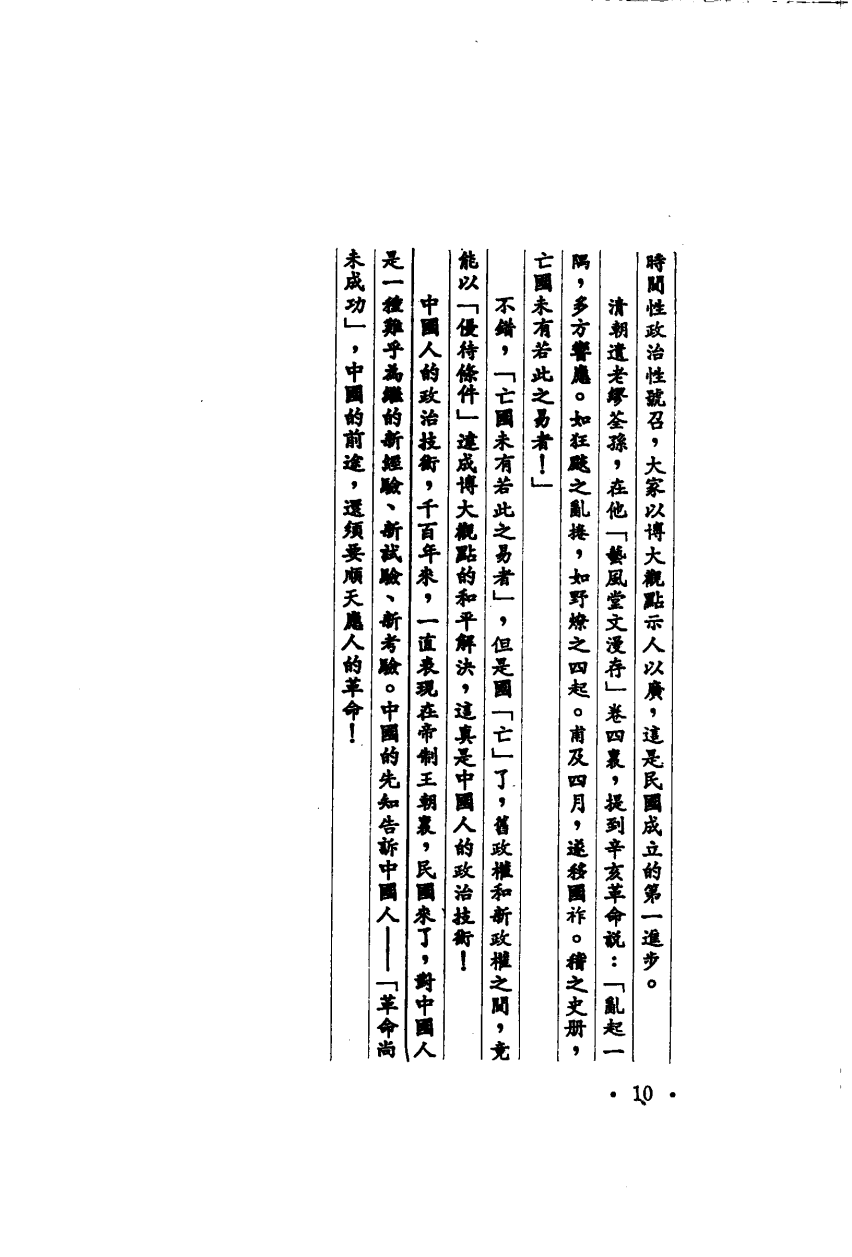 時間性政治性號召，大家以博大觀點示人以廣，這是民國成立的第一進步。
清朝遺老繆荃孫，在他「藝風堂文漫存」卷四裏，提到辛亥革命說：「亂起一
隅，多方響應。如狂飈之亂捲，如野燎之四起。甫及四月，遂移國祚。稽之史册，
亡國未有若此之易者！」
不錯，「亡國未有若此之易者」，但是國「亡」了，舊政權和新政權之間，竟
能以「優待條件」達成博大觀點的和平解決，這真是中國人的政治技術！
中國人的政治技術，千百年來，一直表現在帝制王朝裏，民國來了，對中國人
是一種難乎為繼的新經驗、新試驗、新考驗。中國的先知告訴中國人——「革命尚
未成功」，中國的前途，還須要順天應人的革命！
• 10 •